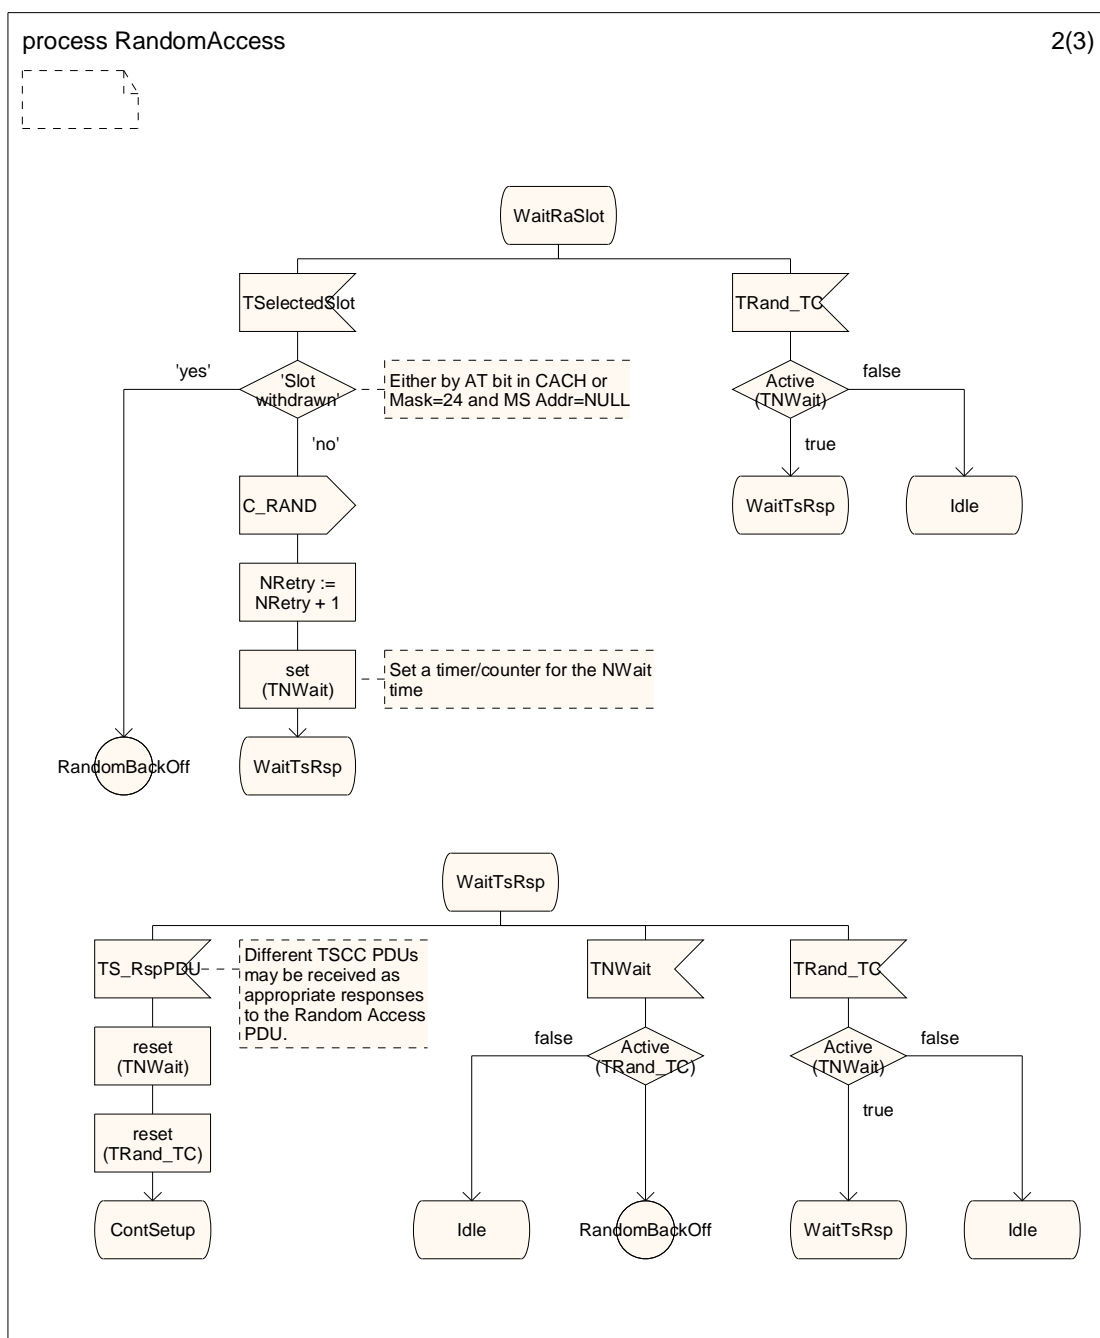 process RandomAccess
2(3)
WaitRaSlot
TSelectedSlot
TRand_TC
'yes'
'Slot
withdrawn'
Either by AT bit in CACH or
Mask=24 and MS Addr=NULL
Active
(TNWait)
false
'no'
true
C_RAND
WaitTsRsp
Idle
NRetry :=
NRetry + 1
set
(TNWait)
Set a timer/counter for the NWait
time
RandomBackOff
WaitTsRsp
WaitTsRsp
TS_RspPDU
Different TSCC PDUs
may be received as
appropriate responses
to the Random Access
PDU.
TNWait
TRand_TC
reset
(TNWait)
false
Active
(TRand_TC)
Active
(TNWait)
false
true
reset
(TRand_TC)
ContSetup
Idle
RandomBackOff
WaitTsRsp
Idle